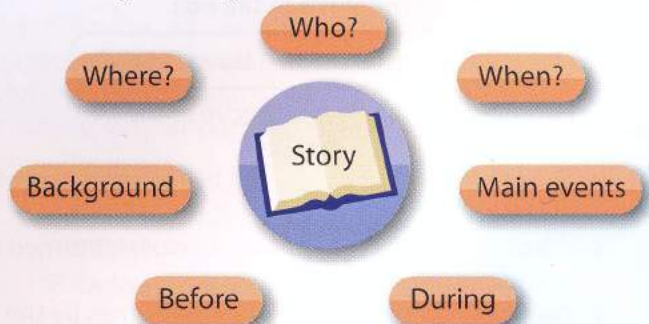 Who?
Where?
When?
Story
Background
Main events
Before
During